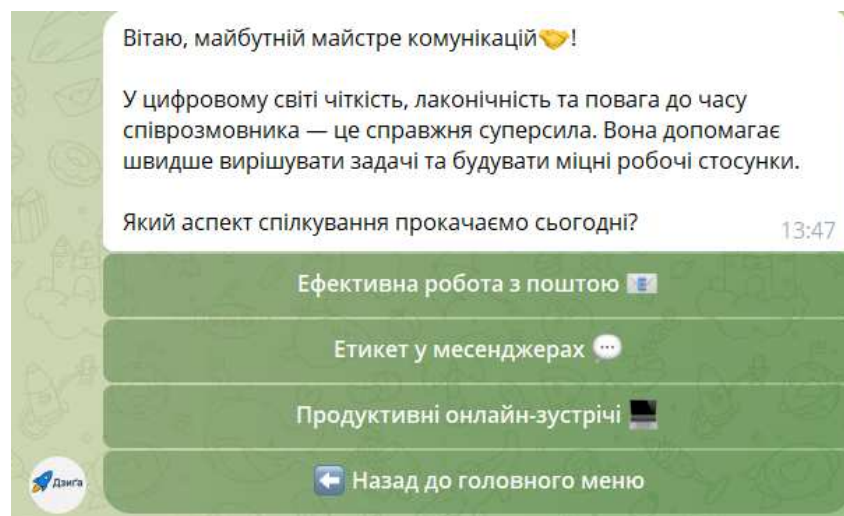 Вітаю, майбутній майстре комунікацій🤝!
У цифровому світі чіткість, лаконічність та повага до часу
співрозмовника — це справжня суперсила. Вона допомагає
швидше вирішувати задачі та будувати міцні робочі стосунки.
Який аспект спілкування прокачаємо сьогодні?
13:47
Ефективна робота з поштою 📧
Етикет у месенджерах 💬
Продуктивні онлайн-зустрічі 💻
⬅️ Назад до головного меню
Дзиґа